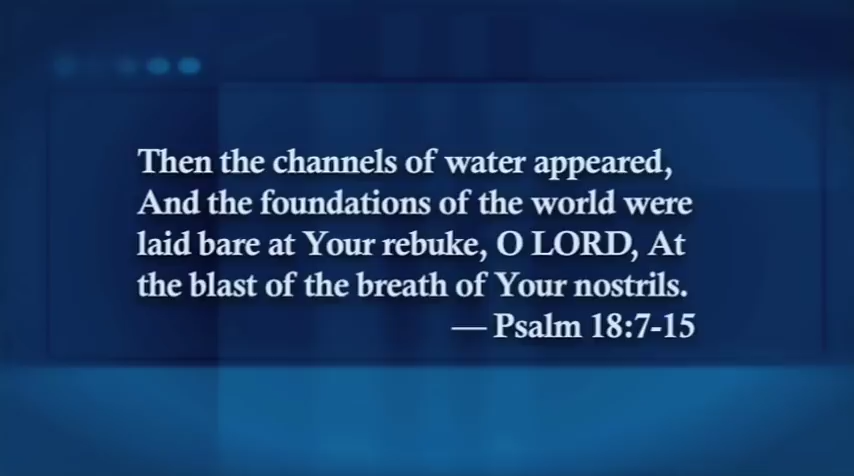 Then the channels of water appeared,
And the foundations of the world were
laid bare at Your rebuke, O LORD, At
the blast of the breath of Your nostrils.
— Psalm 18:7-15